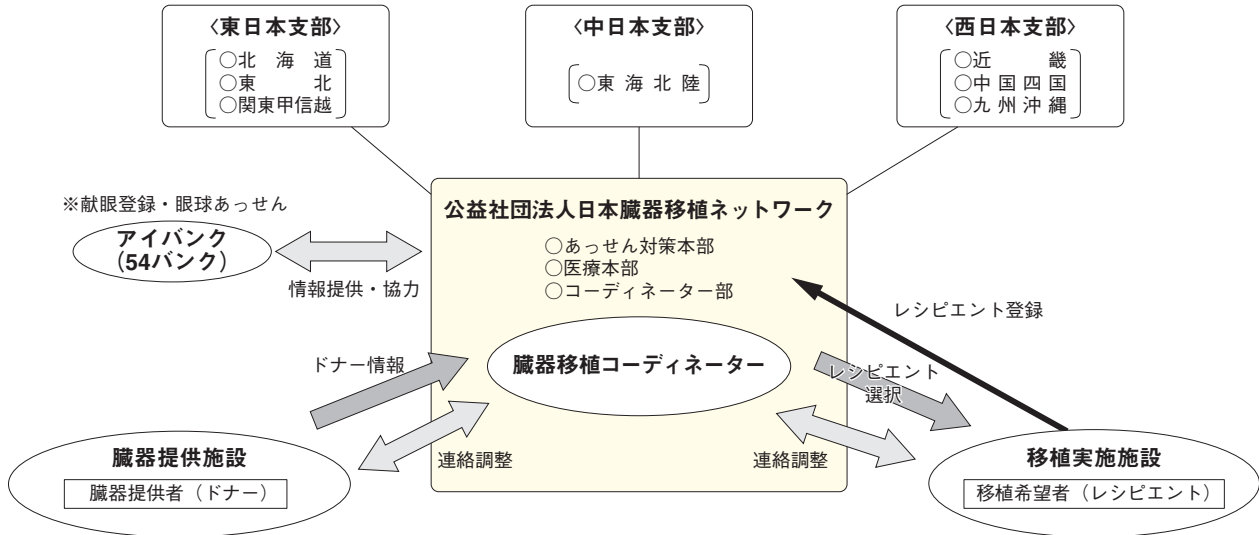 〈東日本支部〉
○北海道
○東北
○関東甲信越
〈中日本支部〉
○東海北陸
〈西日本支部〉
○近畿
○中国四国
○九州沖縄
※献眼登録・眼球あっせん
アイバンク
(54バンク)
情報提供・協力
公益社団法人日本臓器移植ネットワーク
○あっせん対策本部
○医療本部
○コーディネーター部
臓器移植コーディネーター
レシピエント登録
ドナー情報
レシピエント
選択
連絡調整
連絡調整
臓器提供施設
臓器提供者（ドナー）
移植実施施設
移植希望者（レシピエント）